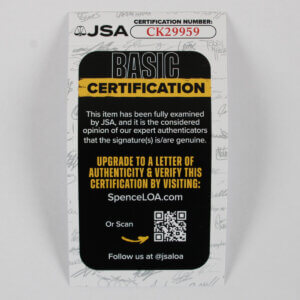 JSA CERTIFICATION NUMBER:
CK29959
BASIC
CERTIFICATION
This item has been fully examined
by JSA, and it is the considered
opinion of our expert authenticators
that the signature(s) is/are genuine.
UPGRADE TO A LETTER OF
AUTHENTICITY & VERIFY THIS
CERTIFICATION BY VISITING:
SpenceLOA.com
Or Scan
Follow us at @jsaloa